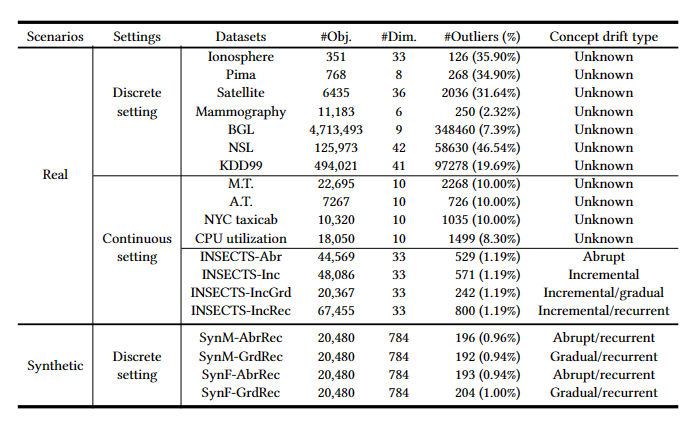 Scenarios Settings Datasets #Obj. #Dim. #Outliers (%) Concept drift type
Real Discrete setting Ionosphere 351 33 126 (35.90%) Unknown
Pima 768 8 268 (34.90%) Unknown
Satellite 6435 36 2036 (31.64%) Unknown
Mammography 11,183 6 250 (2.32%) Unknown
BGL 4,713,493 9 348460 (7.39%) Unknown
NSL 125,973 42 58630 (46.54%) Unknown
KDD99 494,021 41 97278 (19.69%) Unknown
Continuous setting M.T. 22,695 10 2268 (10.00%) Unknown
A.T. 7267 10 726 (10.00%) Unknown
NYC taxicab 10,320 10 1035 (10.00%) Unknown
CPU utilization 18,050 10 1499 (8.30%) Unknown
INSECTS-Abr 44,569 33 529 (1.19%) Abrupt
INSECTS-Inc 48,086 33 571 (1.19%) Incremental
INSECTS-IncGrd 20,367 33 242 (1.19%) Incremental/gradual
INSECTS-IncRec 67,455 33 800 (1.19%) Incremental/recurrent
Synthetic Discrete setting SynM-AbrRec 20,480 784 196 (0.96%) Abrupt/recurrent
SynM-GrdRec 20,480 784 192 (0.94%) Gradual/recurrent
SynF-AbrRec 20,480 784 193 (0.94%) Abrupt/recurrent
SynF-GrdRec 20,480 784 204 (1.00%) Gradual/recurrent